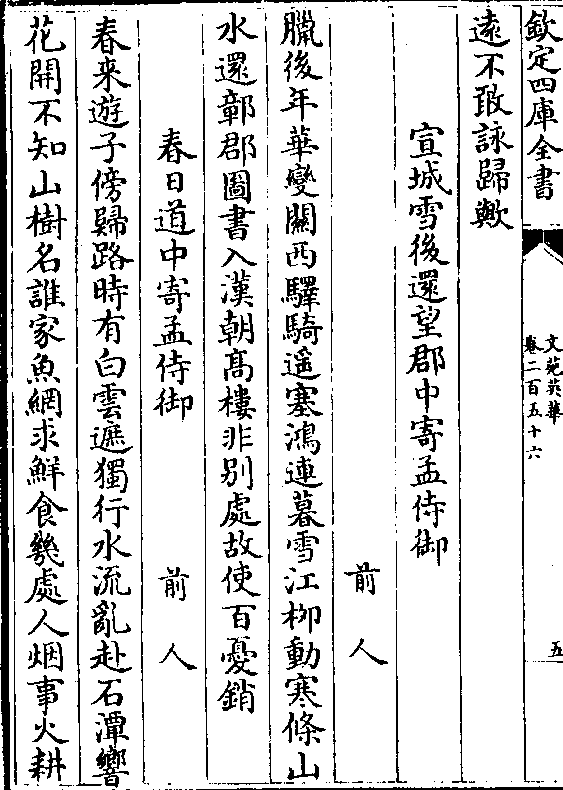 欽定四庫全書
文苑英華
卷二百五十六
五
遠不敢詠歸歟
宣城雪後還望郡中寄孟侍御
前人
臘後年華變關西驛騎遥塞鴻連暮雪江柳動寒條山
水還鄣郡圖書入漢朝髙樓非别處故使百憂銷
春日道中寄孟侍御
前人
春來遊子傍歸路時有白雲遮獨行水流亂赴石潭響
花開不知山樹名誰家魚網求鮮食幾處人烟事火耕